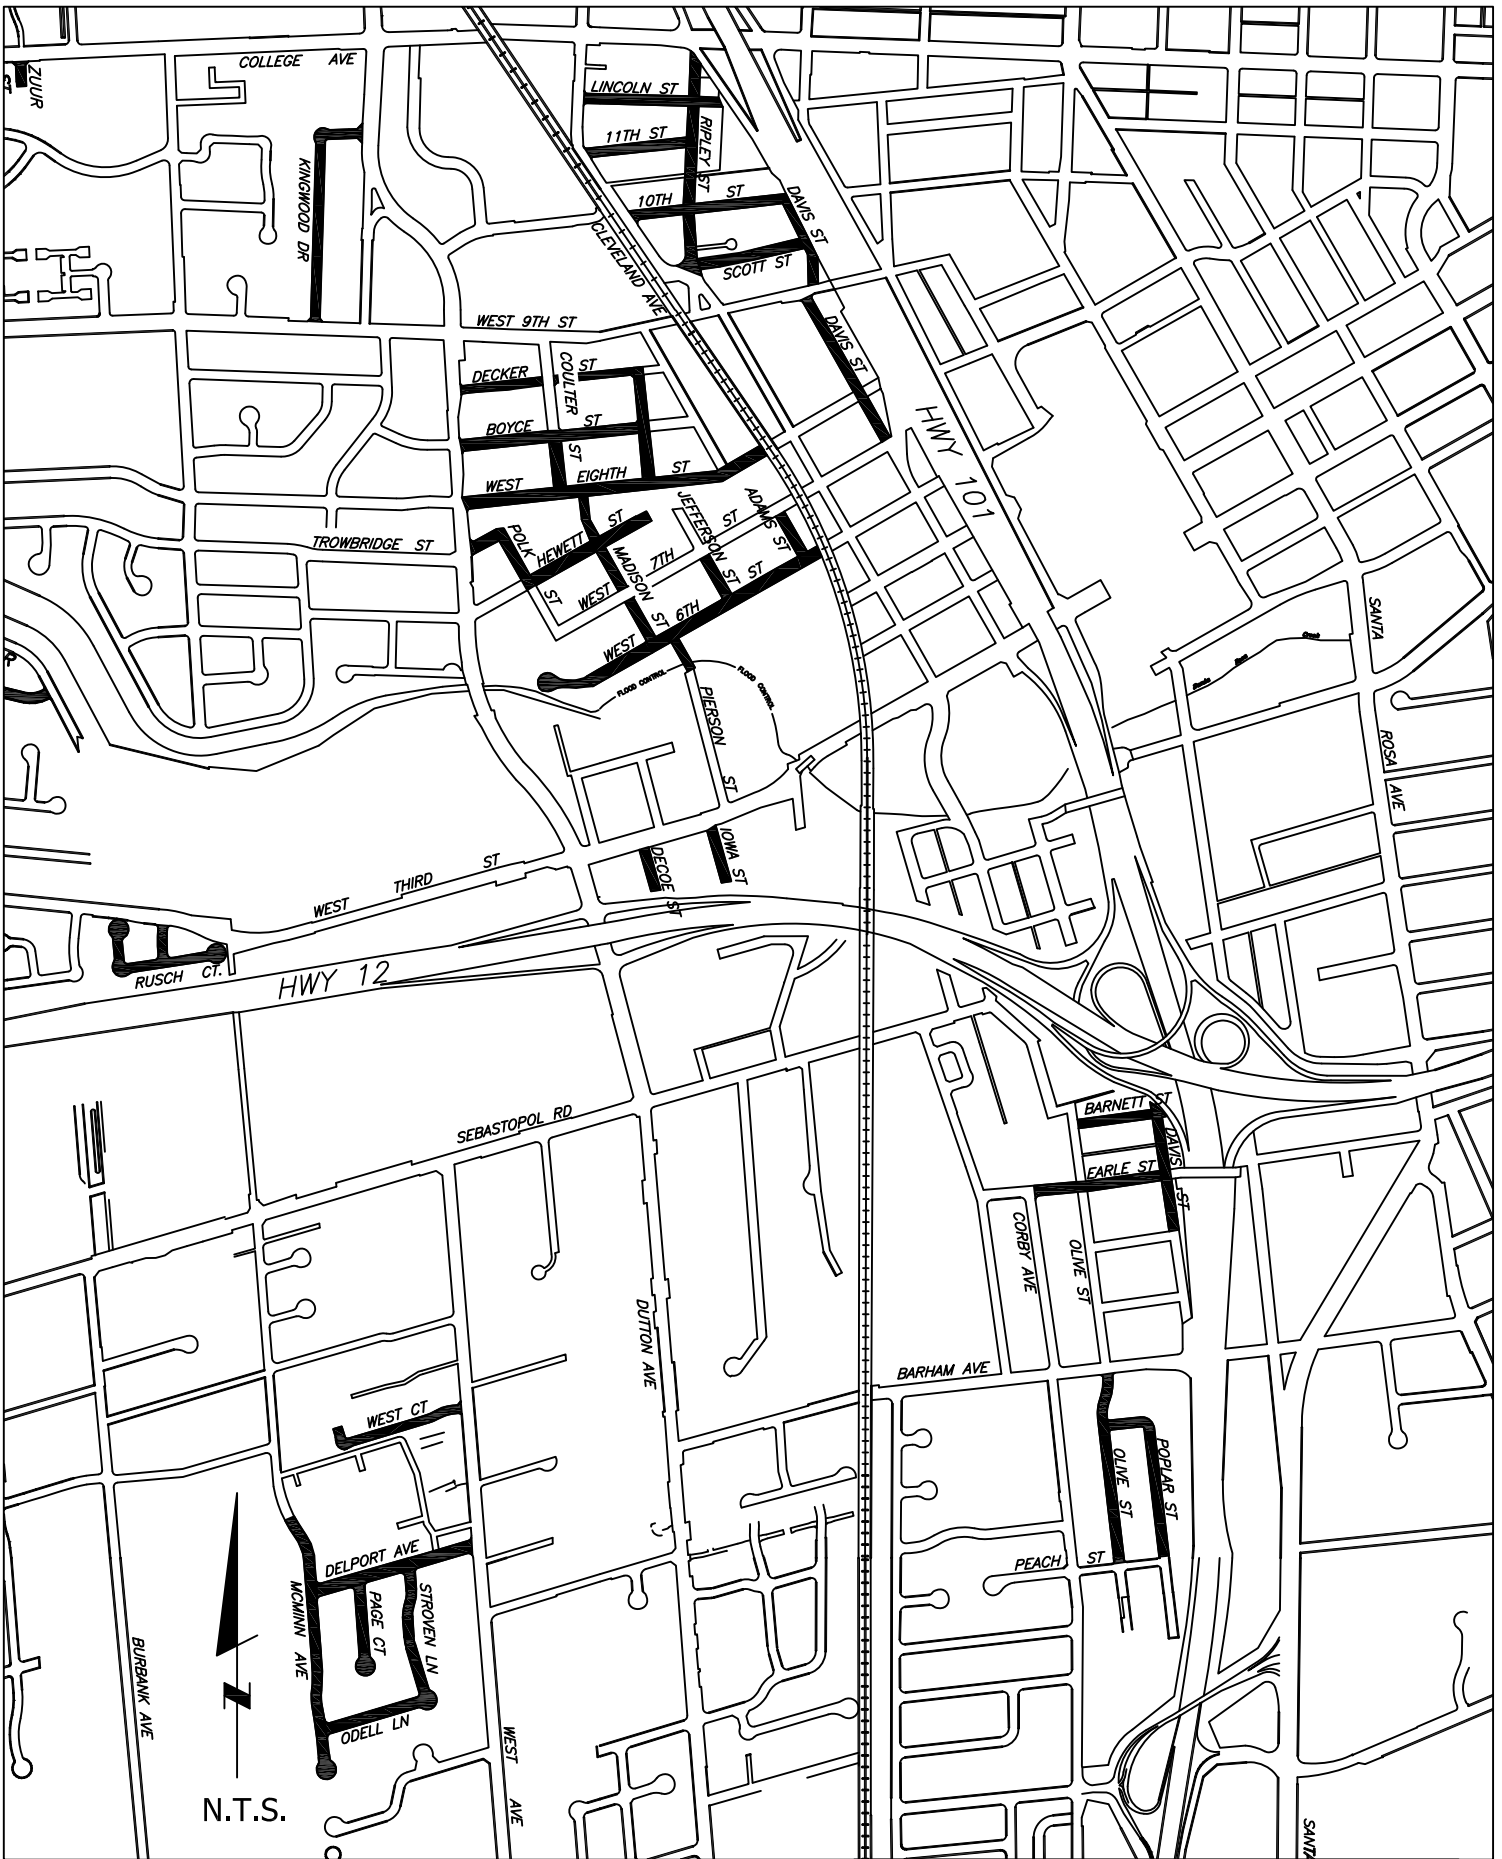 COLLEGE AVE
ZUUR
LINCOLN ST
11TH ST
RIPLEY ST
KINGWOOD DR
10TH ST
DAVIS ST
CLEVELAND AVE
SCOTT ST
WEST 9TH ST
DAVIS ST
DECKER ST
COULTER ST
BOYCE ST
HWY 101
WEST EIGHTH ST
JEFFERSON ST
ADAMS ST
POLK ST
HEWETT ST
TROWBRIDGE ST
MADISON ST
WEST 7TH ST
WEST 6TH ST
SANTA ROSA AVE
FLOOD CONTROL
FLOOD CONTROL
PIERSON ST
Creek
IOWA ST
DECOE ST
WEST THIRD ST
RUSCH CT.
HWY 12
BARNETT ST
DAVIS ST
SEBASTOPOL RD
EARLE ST
CORBY AVE
OLIVE ST
DUTTON AVE
BARHAM AVE
WEST CT
OLIVE ST
POPLAR ST
DELPORT AVE
PEACH ST
MCMINN AVE
PAGE CT
STROVEN LN
BURBANK AVE
ODELL LN
WEST AVE
N.T.S.
SANTA